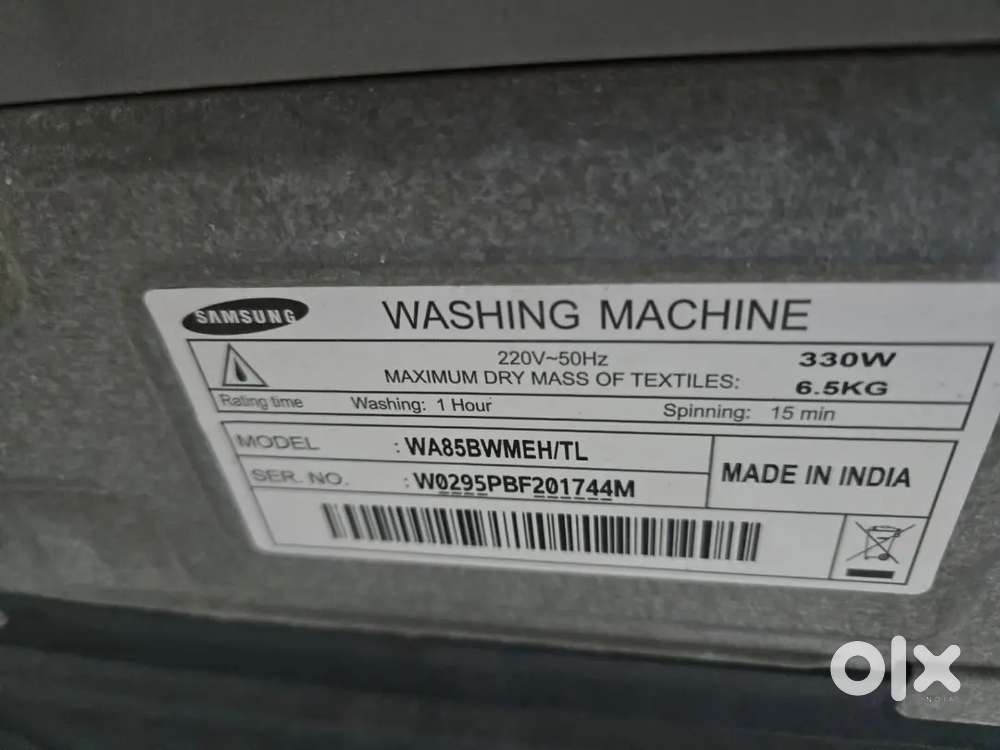 SAMSUNG WASHING MACHINE
220V~50Hz 330W
MAXIMUM DRY MASS OF TEXTILES: 6.5KG
Rating time Washing: 1 Hour Spinning: 15 min
MODEL : WA85BWMEH/TL
MADE IN INDIA
SER. NO. : W0295PBF201744M
olx
INDIA